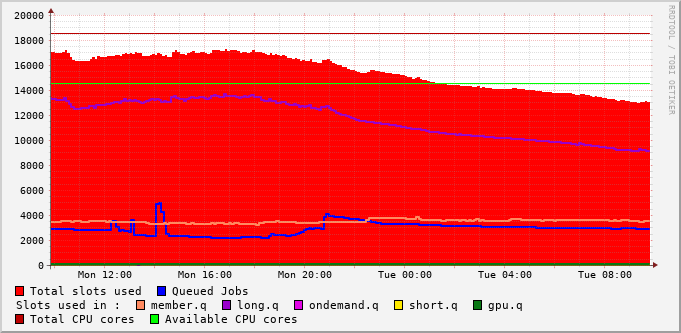 20000
18000
16000
14000
12000
10000
8000
6000
4000
2000
0
Mon 12:00 Mon 16:00 Mon 20:00 Tue 00:00 Tue 04:00 Tue 08:00
RRDTOOL / TOBI OETIKER
Total slots used Queued Jobs
Slots used in : member.q long.q ondemand.q short.q gpu.q
Total CPU cores Available CPU cores